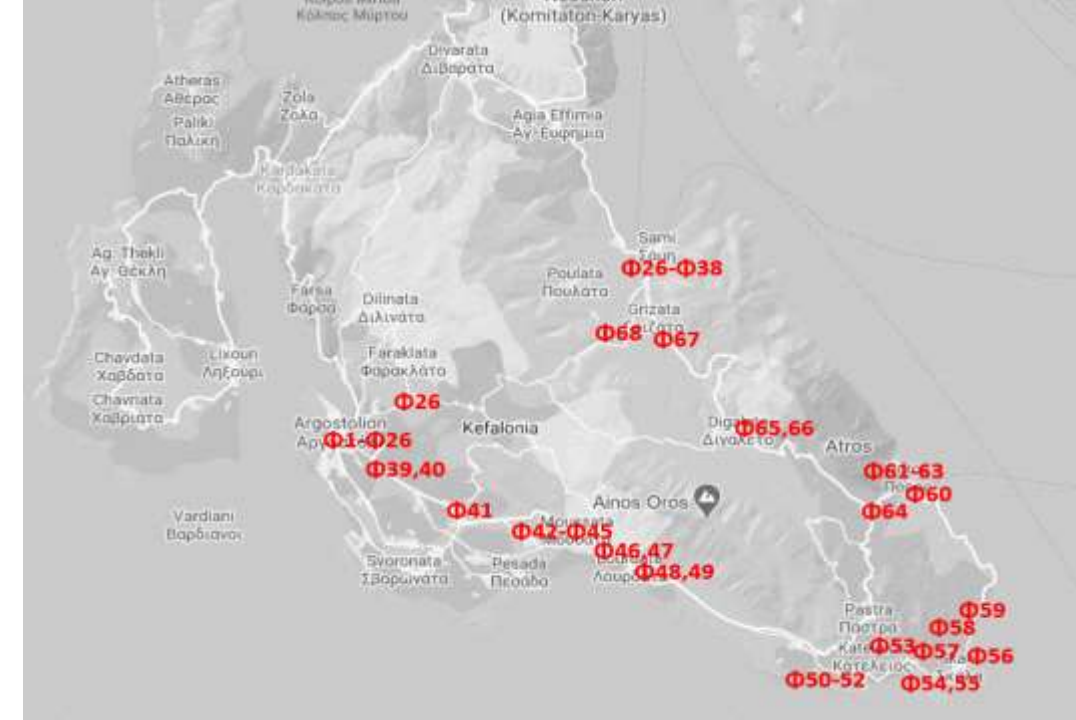 Κόλπος Μύρτου
(Komitaton-Karyas)
Divarata
Διβαράτα
Atheras
Αθέρας
Zola
Ζόλα
Paliki
Παλική
Agia Effimia
Αγ. Ευφημία
Kardakata
Καρδακάτα
Ag. Thekli
Αγ. Θέκλη
Sami
Σάμη
Φ26-Φ38
Poulata
Πουλάτα
Farsa
Φάρσα
Dilinata
Διλινάτα
Grizata
Φ68
Φ67
Chavdata
Χαβδάτα
Lixouri
Ληξούρι
Faraklata
Φαρακλάτα
Chavriata
Χαβριάτα
Φ26
Argostolion
Φ1-Φ26
Kefalonia
Διγαλέτο
Φ65,66
Atros
Φ39,40
Φ61-63
Φ60
Φ64
Ainos Oros
Φ41
Vardiani
Βαρδιάνοι
Φ42-Φ45
Φ46,47
Φ48,49
Svoronata
Σβορωνάτα
Pesada
Πεσάδα
Pastra
Πάστρα
Φ59
Φ58
Φ53
Φ57
Φ56
Κατελειός
Φ50-52
Φ54,55